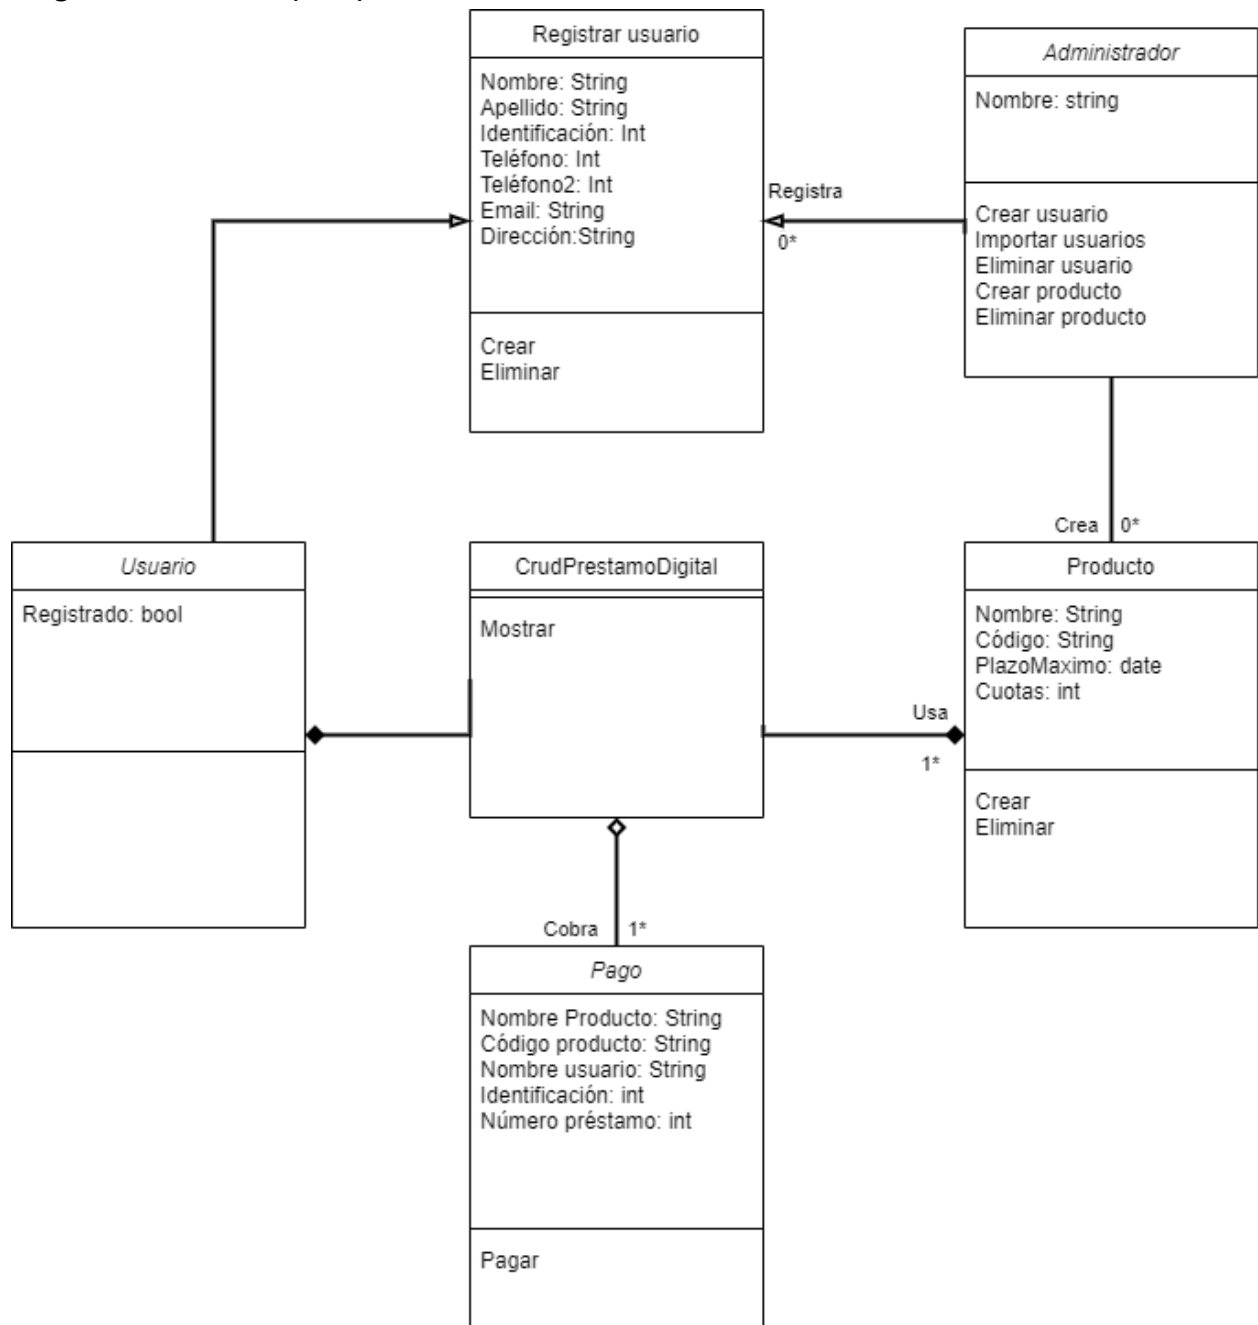 Registrar usuario
Nombre: String
Apellido: String
Identificación: Int
Teléfono: Int
Teléfono2: Int
Email: String
Dirección:String
Crear
Eliminar
Registra
0*
Administrador
Nombre: string
Crear usuario
Importar usuarios
Eliminar usuario
Crear producto
Eliminar producto
Crea
0*
Usuario
Registrado: bool
CrudPrestamoDigital
Mostrar
Usa
1*
Producto
Nombre: String
Código: String
PlazoMaximo: date
Cuotas: int
Crear
Eliminar
Cobra
1*
Pago
Nombre Producto: String
Código producto: String
Nombre usuario: String
Identificación: int
Número préstamo: int
Pagar